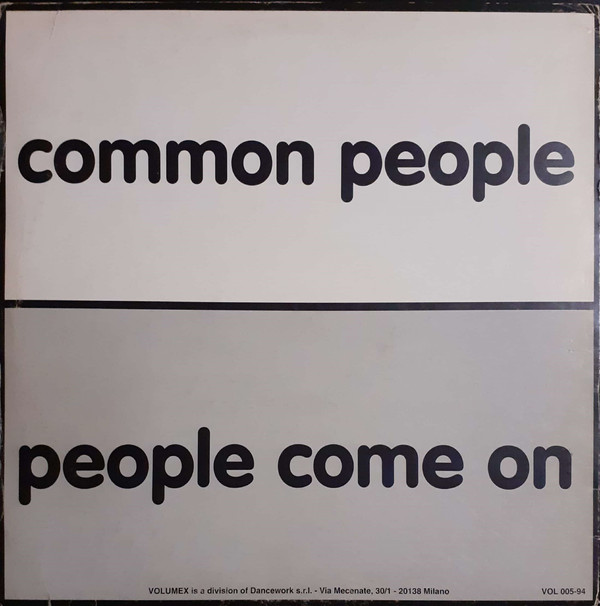 common people
people come on
VOLUMEX is a division of Dancework s.r.l. - Via Mecenate, 30/1 - 20138 Milano
VOL 005-94